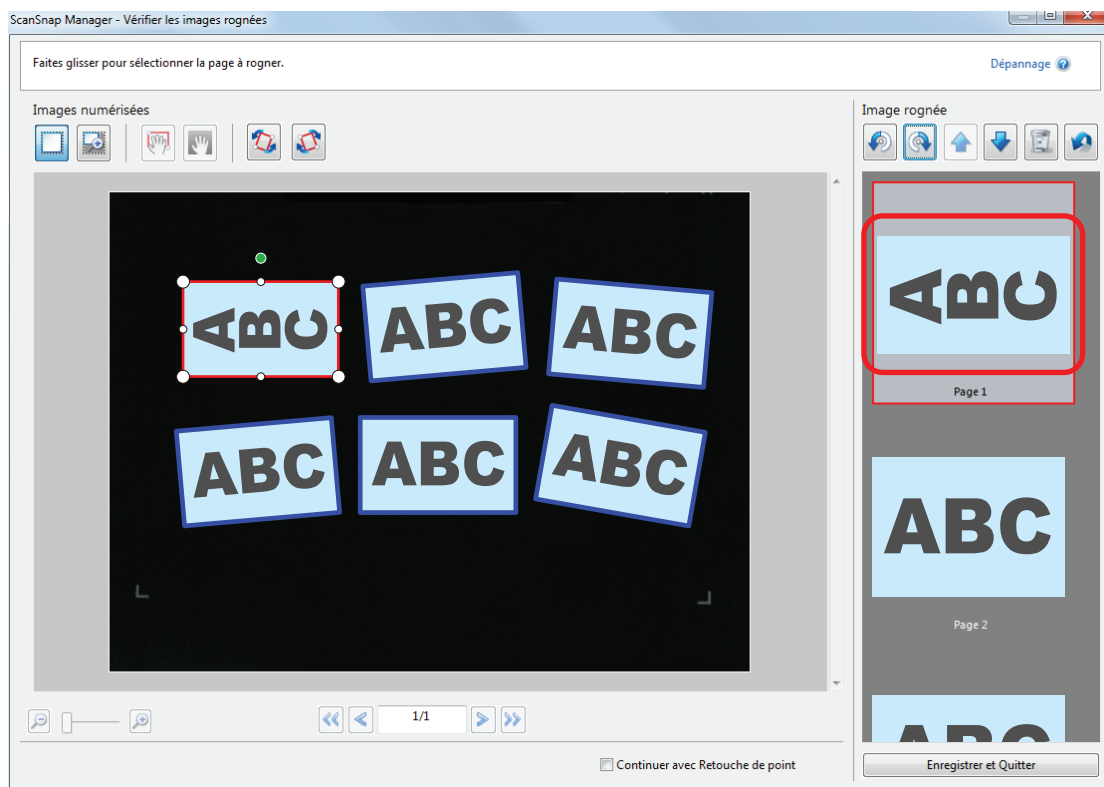 ScanSnap Manager - Vérifier les images rognées
Faites glisser pour sélectionner la page à rogner.
Dépannage
Images numérisées
Image rognée
ABC
ABC
ABC
ABC
ABC
ABC
ABC
Page 1
ABC
Page 2
ABC
1/1
Continuer avec Retouche de point
Enregistrer et Quitter